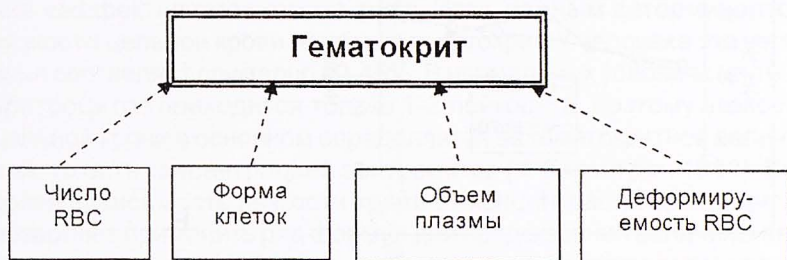 Гематокрит
Число
RBC
Форма
клеток
Объем
плазмы
Деформиру-
емость RBC